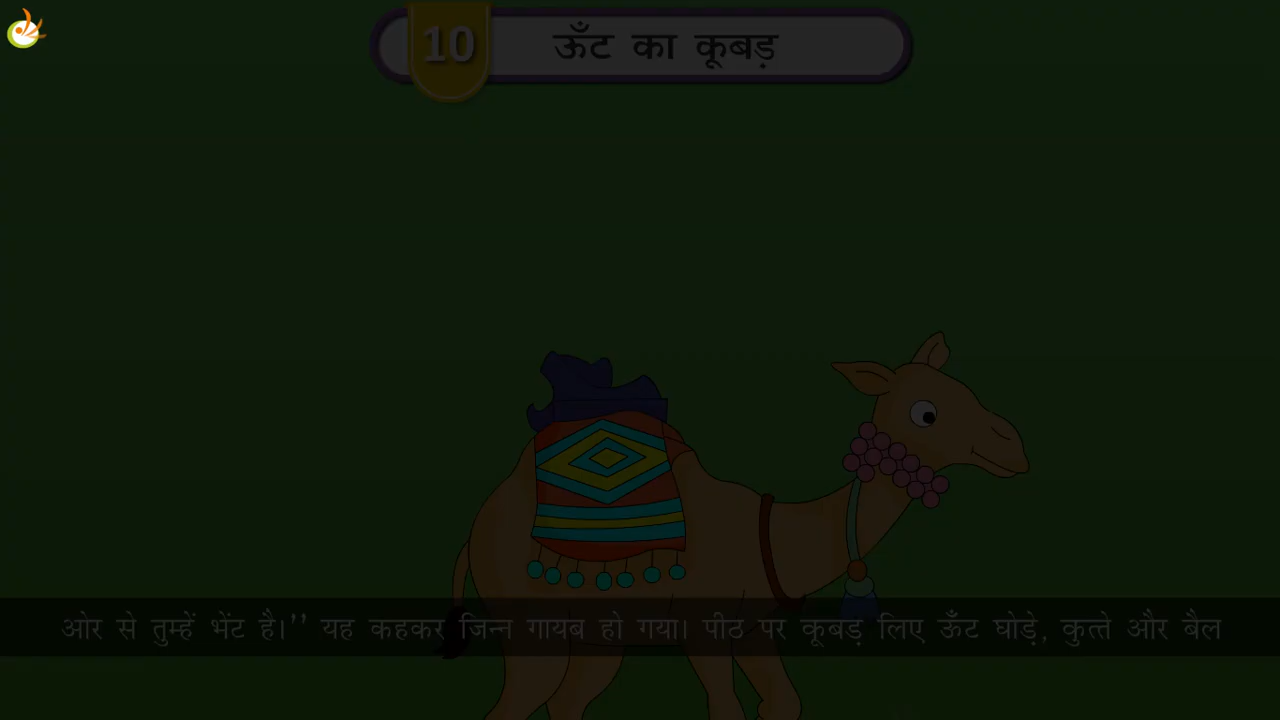 10 ऊँट का कूबड़
ओर से तुम्हें भेंट है।’’ यह कहकर जिन्न गायब हो गया। पीठ पर कूबड़ लिए ऊँट घोड़े, कुत्ते और बैल